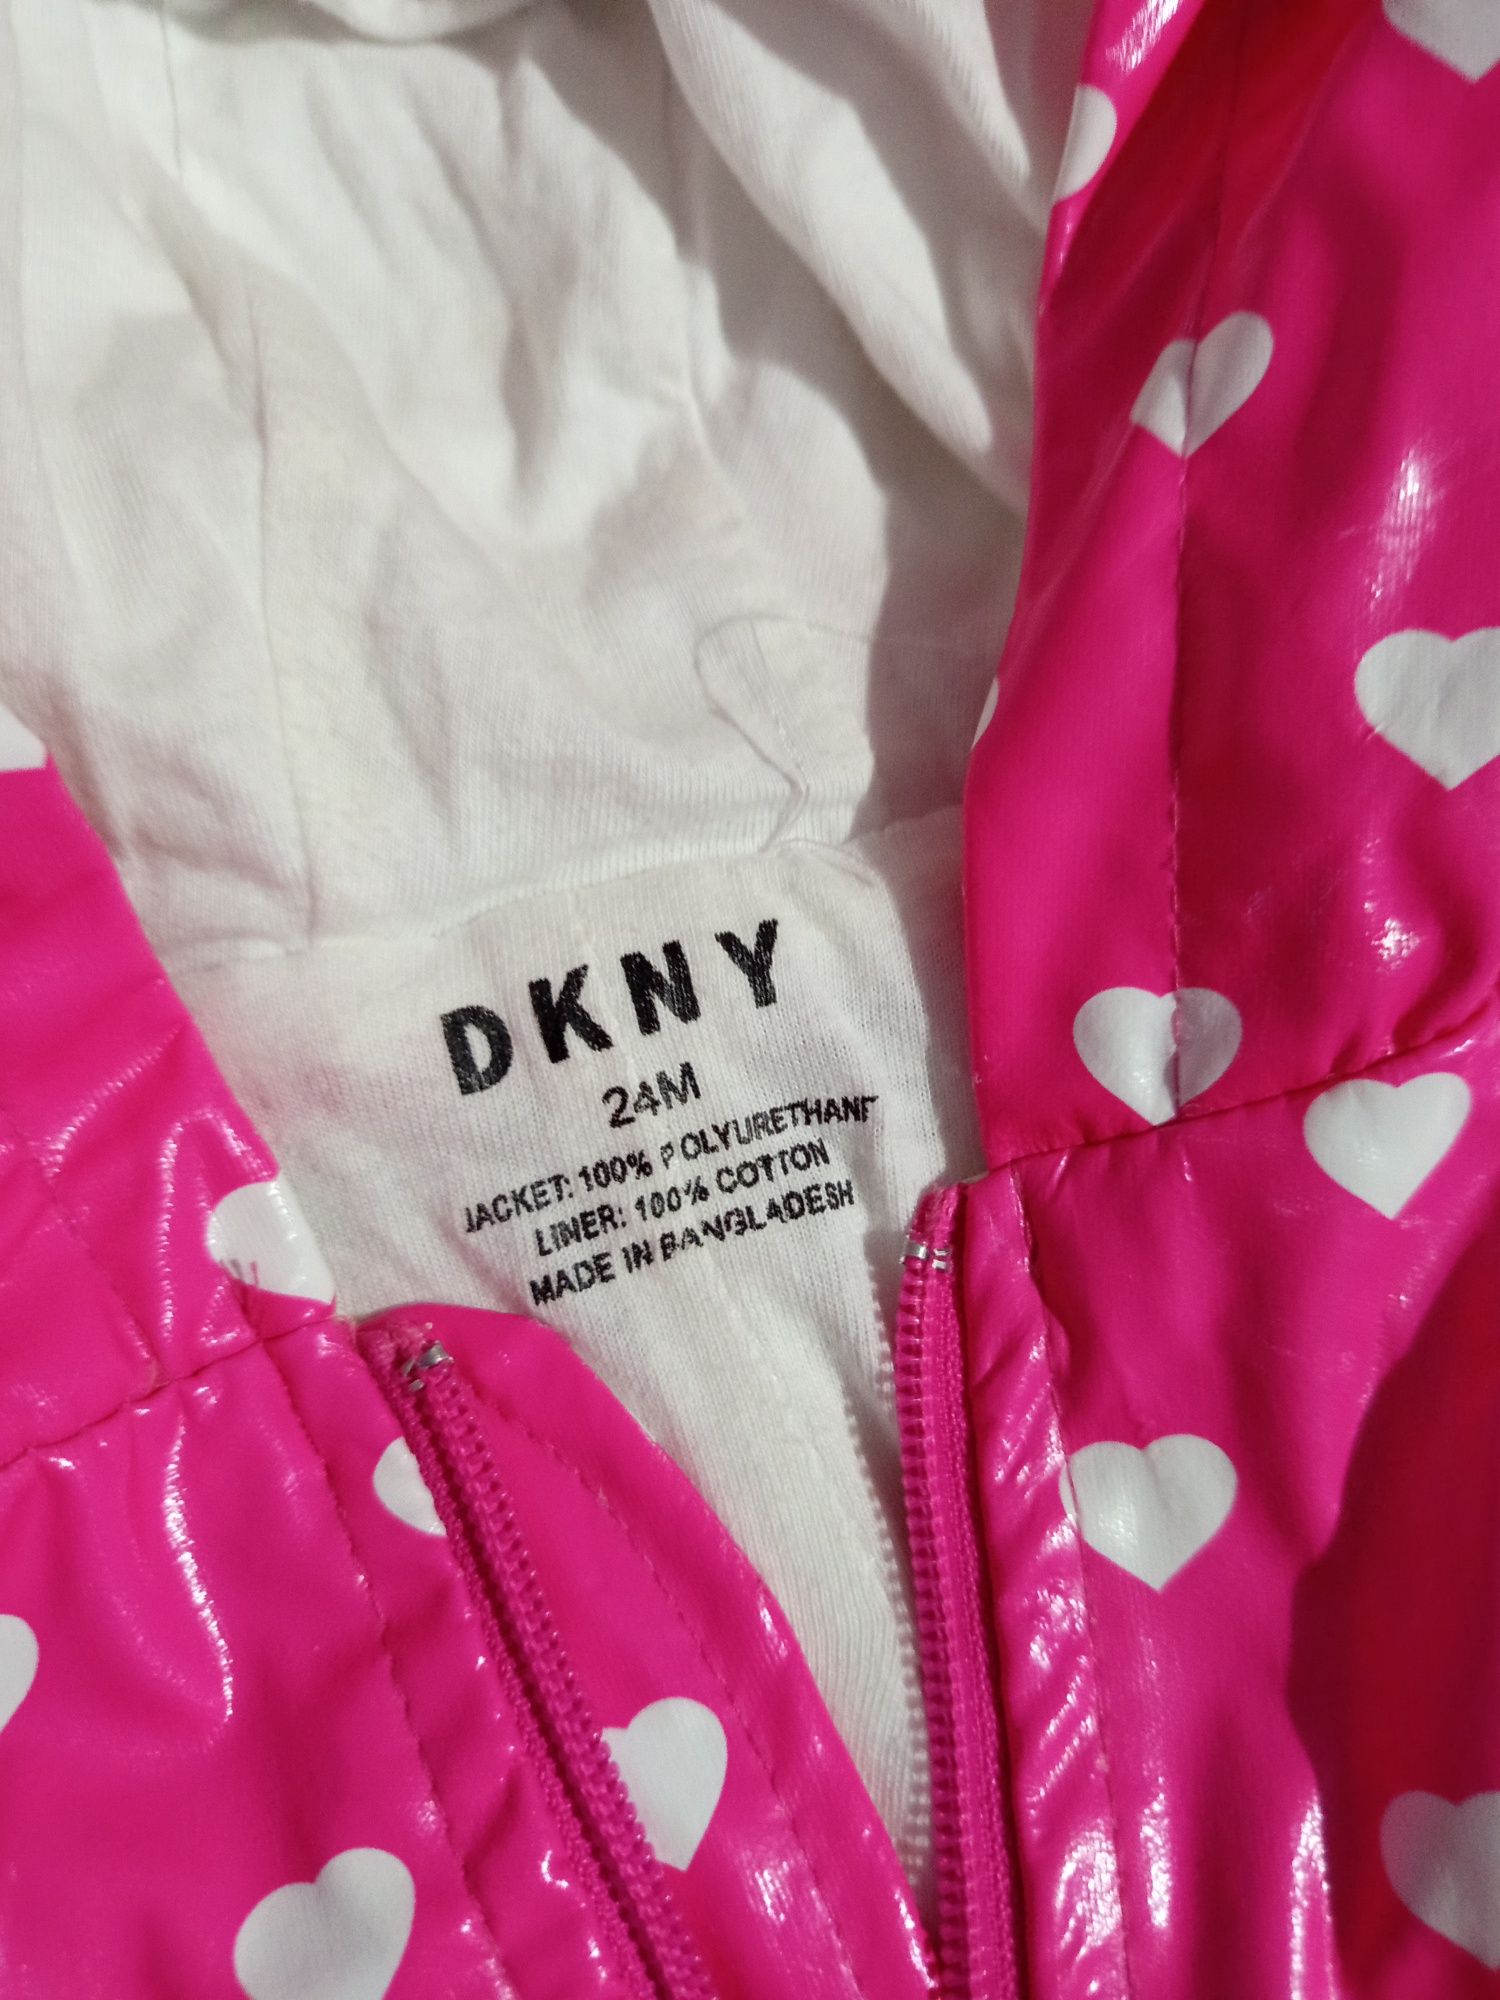 DKNY
24M
JACKET: 100% POLYURETHANE
LINER: 100% COTTON
MADE IN BANGLADESH